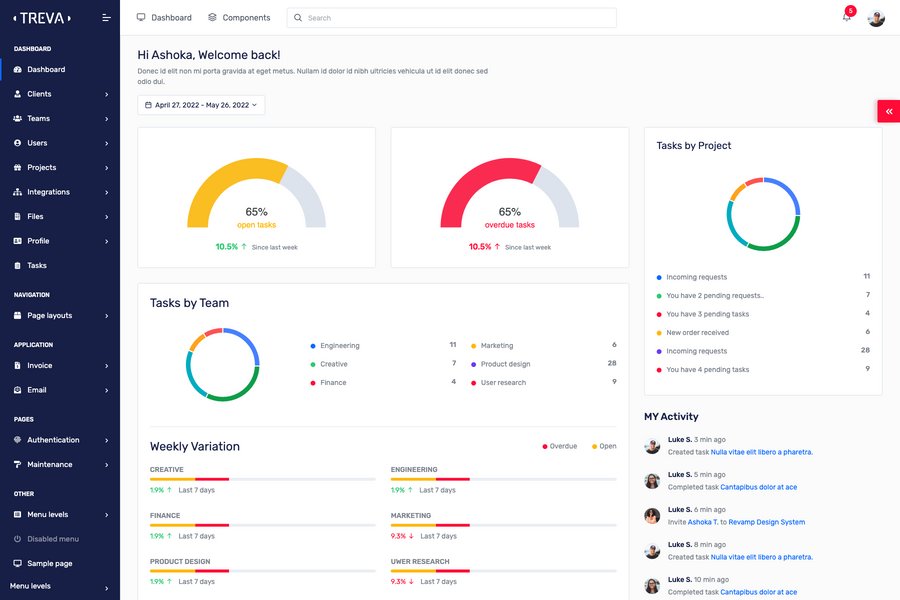 TREVA
DASHBOARD
Dashboard
Clients
Teams
Users
Projects
Integrations
Files
Profile
Tasks
NAVIGATION
Page layouts
APPLICATION
Invoice
Email
PAGES
Authentication
Maintenance
OTHER
Menu levels
Disabled menu
Sample page
Menu levels
Dashboard
Components
Search
5
Hi Ashoka, Welcome back!
Donec id elit non mi porta gravida at eget metus. Nullam id dolor id nibh ultricies vehicula ut id elit donec sed
odio dui.
April 27, 2022 - May 26, 2022
65%
open tasks
10.5% ↑ Since last week
65%
overdue tasks
10.5% ↑ Since last week
Tasks by Team
Engineering 11
Creative 7
Finance 4
Marketing 6
Product design 28
User research 9
Weekly Variation
Overdue Open
CREATIVE
1.9% ↑ Last 7 days
ENGINEERING
1.9% ↑ Last 7 days
FINANCE
1.9% ↑ Last 7 days
MARKETING
9.3% ↓ Last 7 days
PRODUCT DESIGN
1.9% ↑ Last 7 days
UWER RESEARCH
9.3% ↓ Last 7 days
Tasks by Project
Incoming requests 11
You have 2 pending requests.. 7
You have 3 pending tasks 4
New order received 6
Incoming requests 28
You have 4 pending tasks 9
MY Activity
Luke S. 3 min ago
Created task Nulla vitae elit libero a pharetra.
Luke S. 5 min ago
Completed task Cantapibus dolor at ace
Luke S. 6 min ago
Invite Ashoka T. to Revamp Design System
Luke S. 8 min ago
Created task Nulla vitae elit libero a pharetra.
Luke S. 10 min ago
Completed task Cantapibus dolor at ace